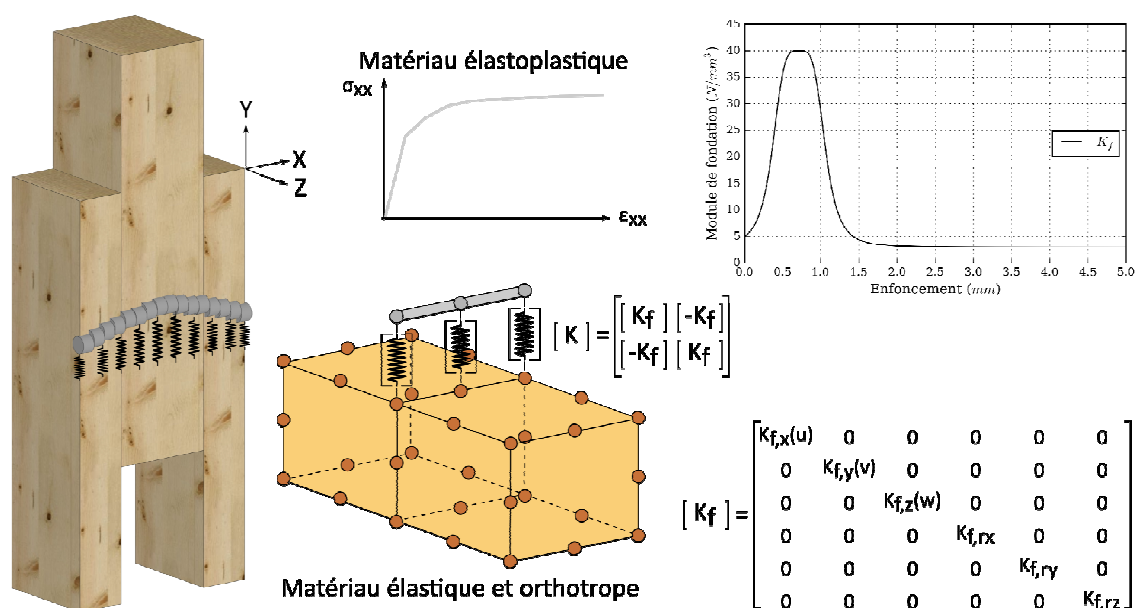 Matériau élastoplastique
σxx
εxx
Y
X
Z
Module de fondation (N/mm³)
45
40
35
30
25
20
15
10
5
0
Kf
0.0 0.5 1.0 1.5 2.0 2.5 3.0 3.5 4.0 4.5 5.0
Enfoncement (mm)
[ K ] = [ Kf ] [ -Kf ]
[ -Kf ] [ Kf ]
Matériau élastique et orthotrope
[ Kf ] =
Kf,x(u) 0 0 0 0 0
0 Kf,y(v) 0 0 0 0
0 0 Kf,z(w) 0 0 0
0 0 0 Kf,rx 0 0
0 0 0 0 Kf,ry 0
0 0 0 0 0 Kf,rz